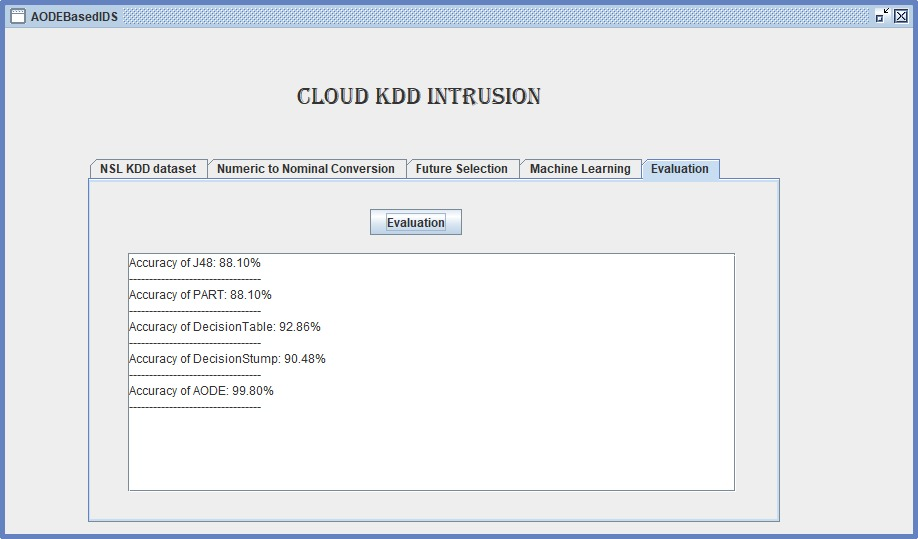 AODEBasedIDS
CLOUD KDD INTRUSION
NSL KDD dataset Numeric to Nominal Conversion Future Selection Machine Learning Evaluation
Evaluation
Accuracy of J48: 88.10%
---------------------------------
Accuracy of PART: 88.10%
---------------------------------
Accuracy of DecisionTable: 92.86%
---------------------------------
Accuracy of DecisionStump: 90.48%
---------------------------------
Accuracy of AODE: 99.80%
---------------------------------